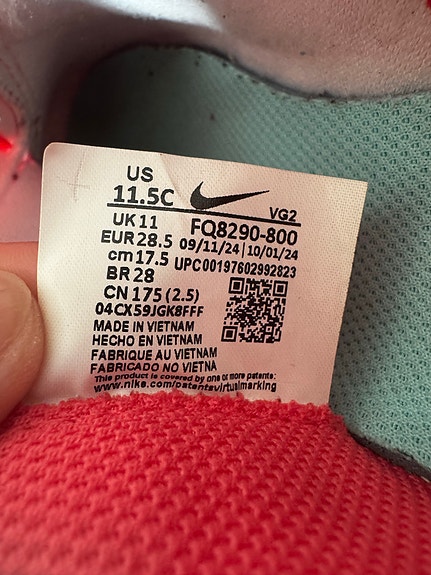 US
11.5C
VG2
UK 11 FQ8290-800
EUR 28.5 09/11/24 | 10/01/24
cm 17.5 UPC00197602992823
BR 28
CN 175 (2.5)
04CX59JGK8FFF
MADE IN VIETNAM
HECHO EN VIETNAM
FABRIQUE AU VIETNAM
FABRICADO NO VIETNA
This product is covered by one or more patents:
www.nike.com/patentsvirtualmarking